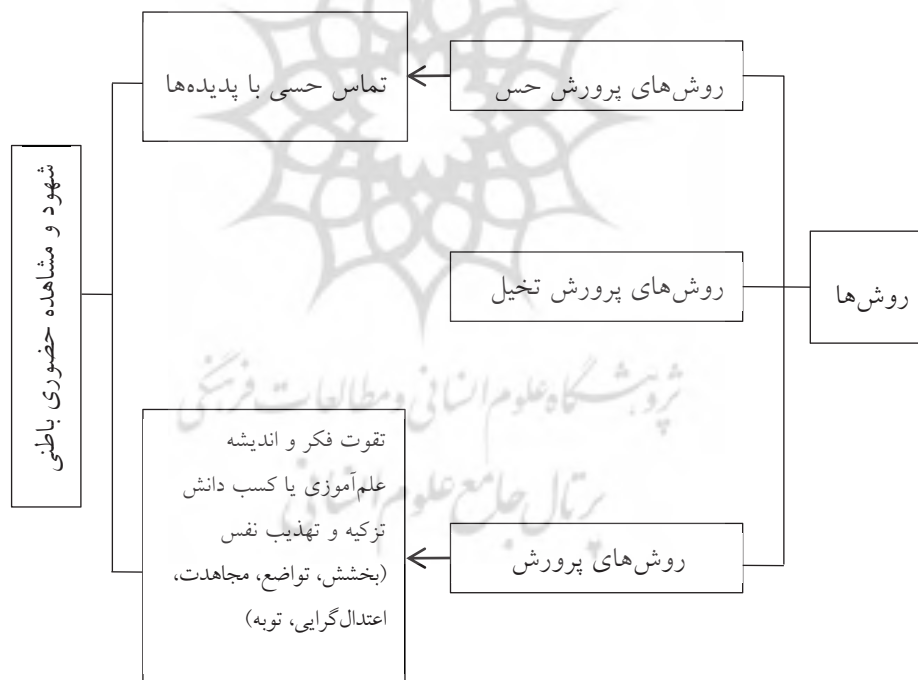 روش‌ها
روش‌های پرورش حس
تماس حسی با پدیده‌ها
روش‌های پرورش تخیل
روش‌های پرورش
تقوت فکر و اندیشه
علم‌آموزی یا کسب دانش
تزکیه و تهذیب نفس
(بخشش، تواضع، مجاهدت،
اعتدال‌گرایی، توبه)
شهود و مشاهده حضوری باطنی
پژوهشگاه علوم انسانی و مطالعات فرهنگی
پرتال جامع علوم انسانی